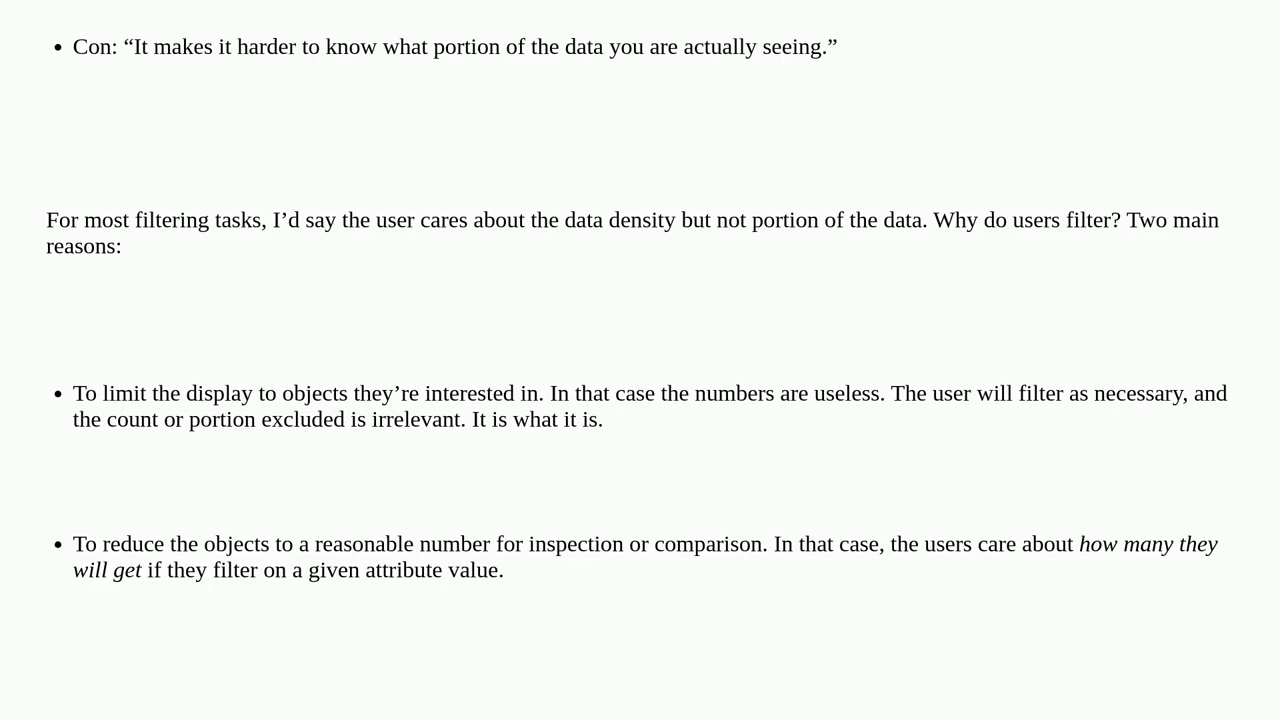 • Con: “It makes it harder to know what portion of the data you are actually seeing.”
For most filtering tasks, I’d say the user cares about the data density but not portion of the data. Why do users filter? Two main
reasons:
• To limit the display to objects they’re interested in. In that case the numbers are useless. The user will filter as necessary, and
the count or portion excluded is irrelevant. It is what it is.
• To reduce the objects to a reasonable number for inspection or comparison. In that case, the users care about how many they
will get if they filter on a given attribute value.